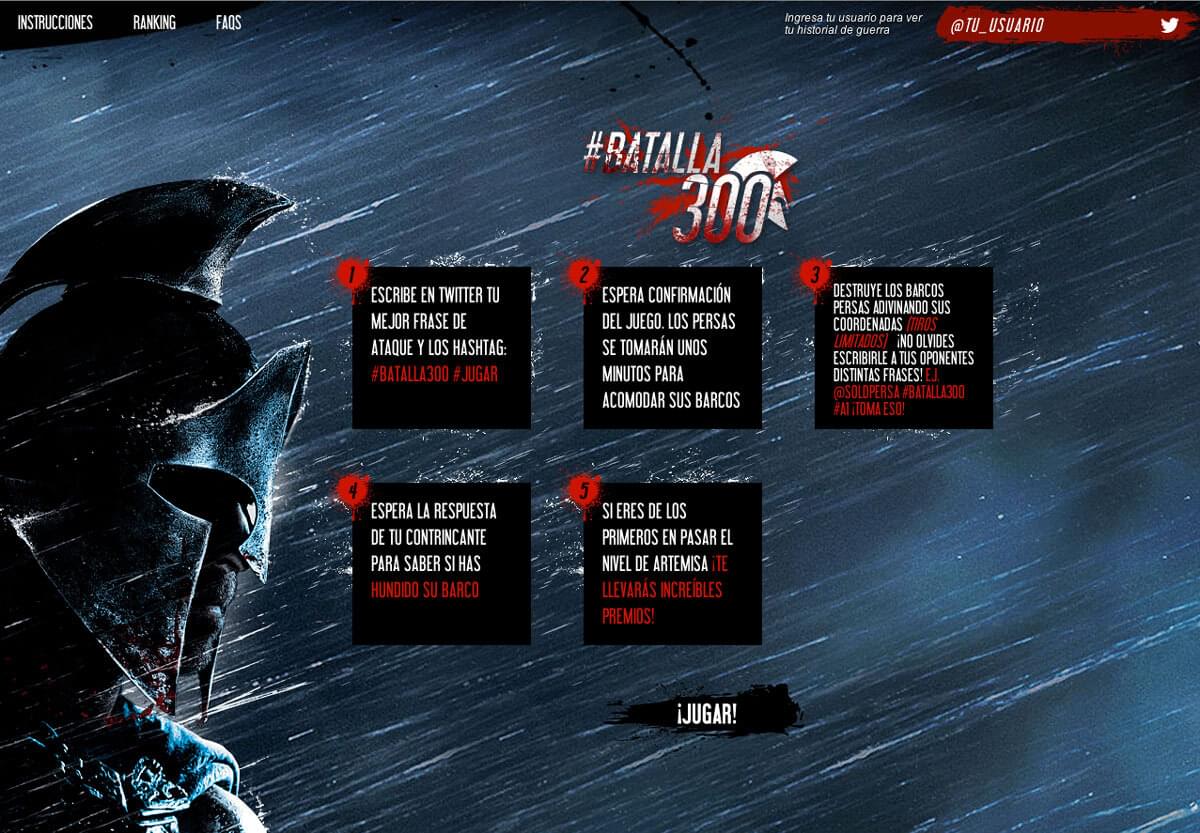 INSTRUCCIONES
RANKING
FAQS
Ingresa tu usuario para ver
tu historial de guerra
@TU_USUARIO
#BATALLA
300
1
ESCRIBE EN TWITTER TU
MEJOR FRASE DE
ATAQUE Y LOS HASHTAG:
#BATALLA300 #JUGAR
2
ESPERA CONFIRMACIÓN
DEL JUEGO. LOS PERSAS
SE TOMARÁN UNOS
MINUTOS PARA
ACOMODAR SUS BARCOS
3
DESTRUYE LOS BARCOS
PERSAS ADIVINANDO SUS
COORDENADAS (TIROS
LIMITADOS) ¡NO OLVIDES
ESCRIBIRLE A TUS OPONENTES
DISTINTAS FRASES! EJ.
@SOLDPERSA #BATALLA300
#A1 ¡TOMA ESO!
4
ESPERA LA RESPUESTA
DE TU CONTRINCANTE
PARA SABER SI HAS
HUNDIDO SU BARCO
5
SI ERES DE LOS
PRIMEROS EN PASAR EL
NIVEL DE ARTEMISA ¡TE
LLEVARÁS INCREÍBLES
PREMIOS!
¡JUGAR!